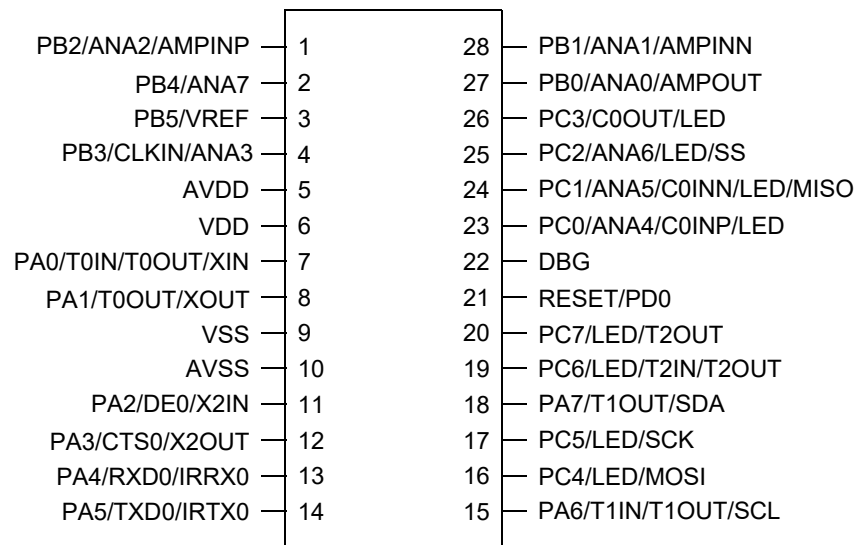 PB2/ANA2/AMPINP 1 28 PB1/ANA1/AMPINN
PB4/ANA7 2 27 PB0/ANA0/AMPOUT
PB5/VREF 3 26 PC3/C0OUT/LED
PB3/CLKIN/ANA3 4 25 PC2/ANA6/LED/SS
AVDD 5 24 PC1/ANA5/C0INN/LED/MISO
VDD 6 23 PC0/ANA4/C0INP/LED
PA0/T0IN/T0OUT/XIN 7 22 DBG
PA1/T0OUT/XOUT 8 21 RESET/PD0
VSS 9 20 PC7/LED/T2OUT
AVSS 10 19 PC6/LED/T2IN/T2OUT
PA2/DE0/X2IN 11 18 PA7/T1OUT/SDA
PA3/CTS0/X2OUT 12 17 PC5/LED/SCK
PA4/RXD0/IRRX0 13 16 PC4/LED/MOSI
PA5/TXD0/IRTX0 14 15 PA6/T1IN/T1OUT/SCL